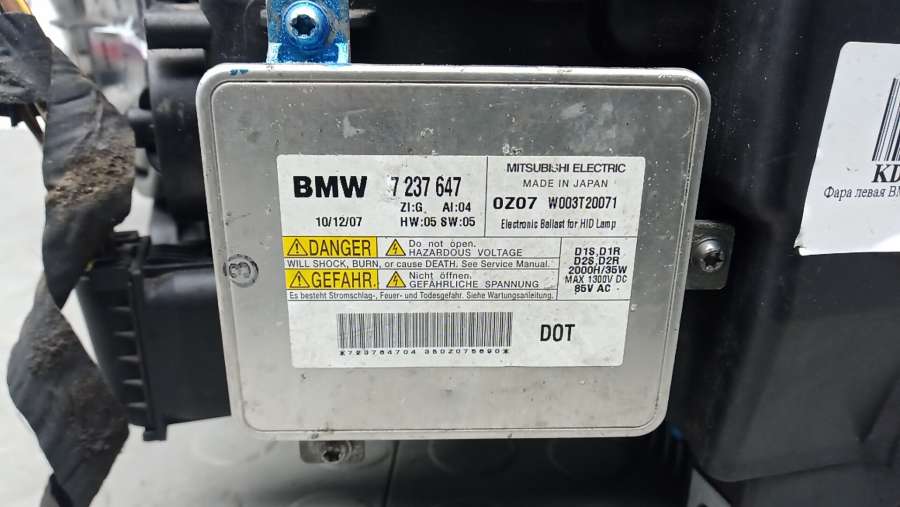 BMW 7 237 647
ZI:G AI:04
10/12/07 HW:05 SW:05
MITSUBISHI ELECTRIC
MADE IN JAPAN
0Z07 W003T20071
Electronic Ballast for HID Lamp
DANGER Do not open.
HAZARDOUS VOLTAGE
WILL SHOCK, BURN, or cause DEATH. See Service Manual.
GEFAHR. Nicht öffnen.
GEFÄHRLICHE SPANNUNG
Es besteht Stromschlag-, Feuer- und Todesgefahr. Siehe Wartungsanleitung.
D1S,D1R
D2S,D2R
2000H/35W
MAX 1300V DC
85V AC
DOT
3
KD
Фара левая